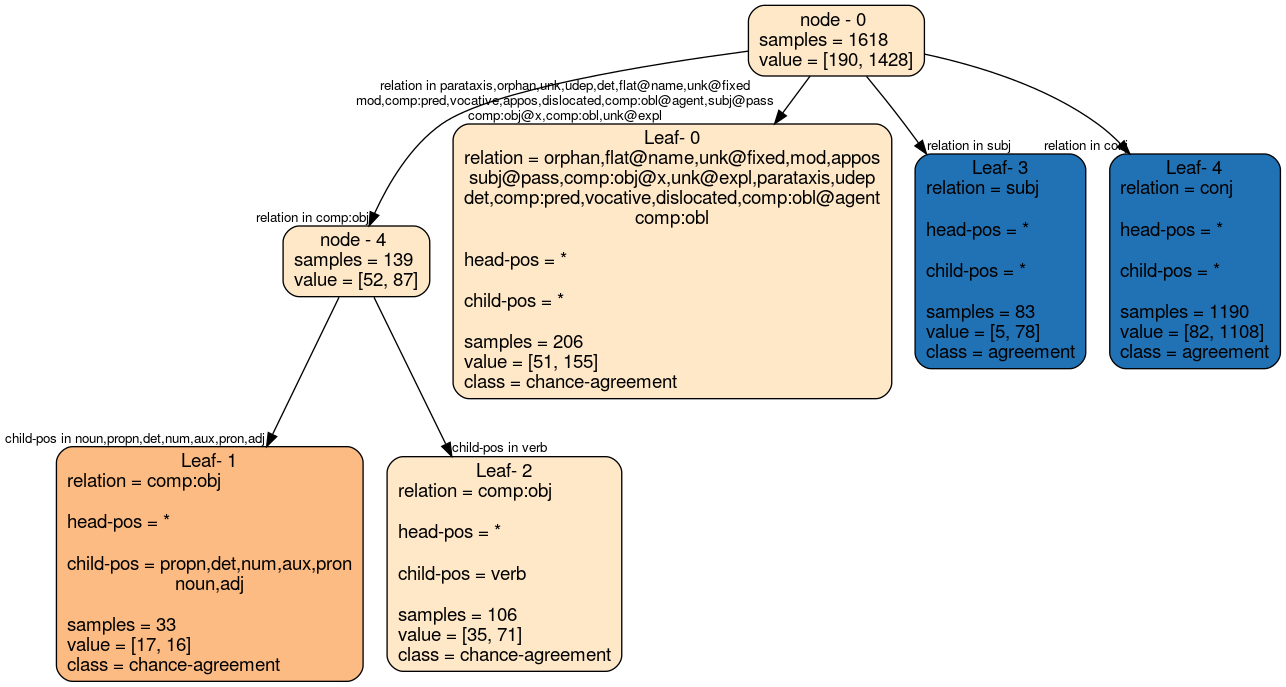 node - 0
samples = 1618
value = [190, 1428]
relation in parataxis,orphan,unk,udep,det,flat@name,unk@fixed
mod,comp:pred,vocative,appos,dislocated,comp:obl@agent,subj@pass
comp:obj@x,comp:obl,unk@expl
relation in subj
relation in conj
Leaf- 0
relation = orphan,flat@name,unk@fixed,mod,appos
subj@pass,comp:obj@x,unk@expl,parataxis,udep
det,comp:pred,vocative,dislocated,comp:obl@agent
comp:obl
head-pos = *
child-pos = *
samples = 206
value = [51, 155]
class = chance-agreement
Leaf- 3
relation = subj
head-pos = *
child-pos = *
samples = 83
value = [5, 78]
class = agreement
Leaf- 4
relation = conj
head-pos = *
child-pos = *
samples = 1190
value = [82, 1108]
class = agreement
relation in comp:obj
node - 4
samples = 139
value = [52, 87]
child-pos in noun,propn,det,num,aux,pron,adj
child-pos in verb
Leaf- 1
relation = comp:obj
head-pos = *
child-pos = propn,det,num,aux,pron
noun,adj
samples = 33
value = [17, 16]
class = chance-agreement
Leaf- 2
relation = comp:obj
head-pos = *
child-pos = verb
samples = 106
value = [35, 71]
class = chance-agreement